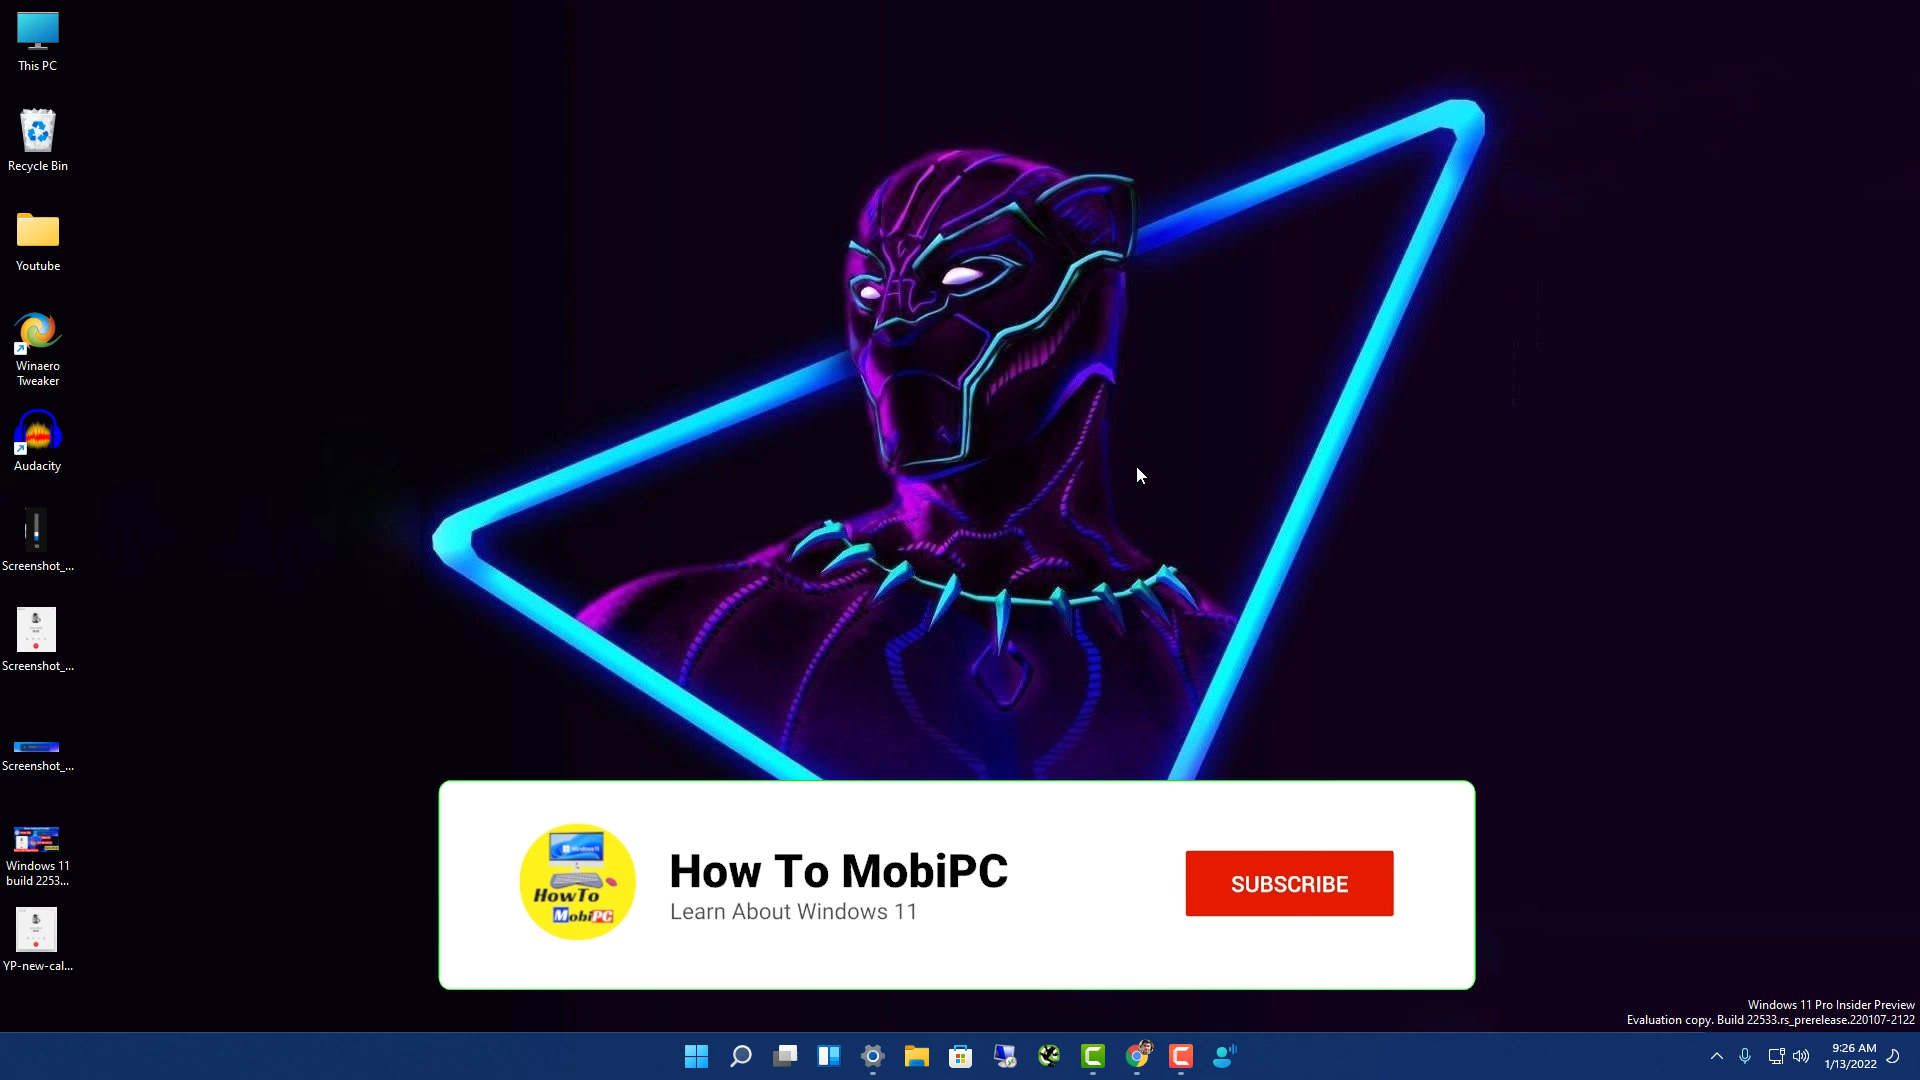 This PC
Recycle Bin
Youtube
Winaero
Tweaker
Audacity
Screenshot_...
Screenshot_...
Screenshot_...
Windows 11
build 2253...
YP-new-cal...
HowTo
MobiPC
How To MobiPC
Learn About Windows 11
SUBSCRIBE
Windows 11 Pro Insider Preview
Evaluation copy. Build 22533.rs_prerelease.220107-2122
9:26 AM
1/13/2022